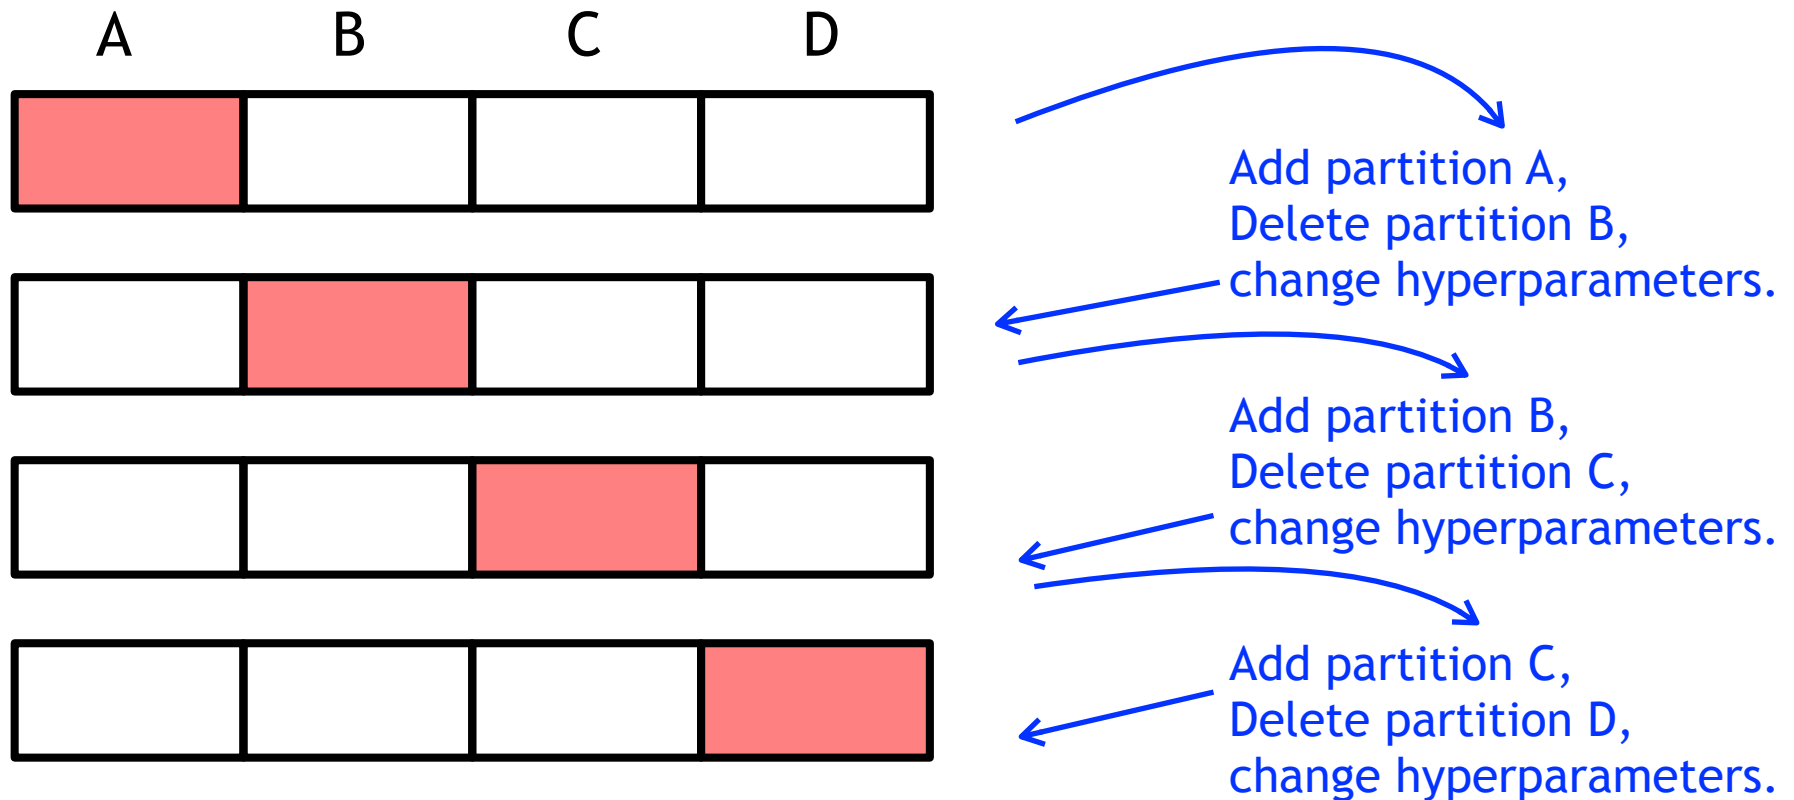 A B C D
Add partition A,
Delete partition B,
change hyperparameters.
Add partition B,
Delete partition C,
change hyperparameters.
Add partition C,
Delete partition D,
change hyperparameters.